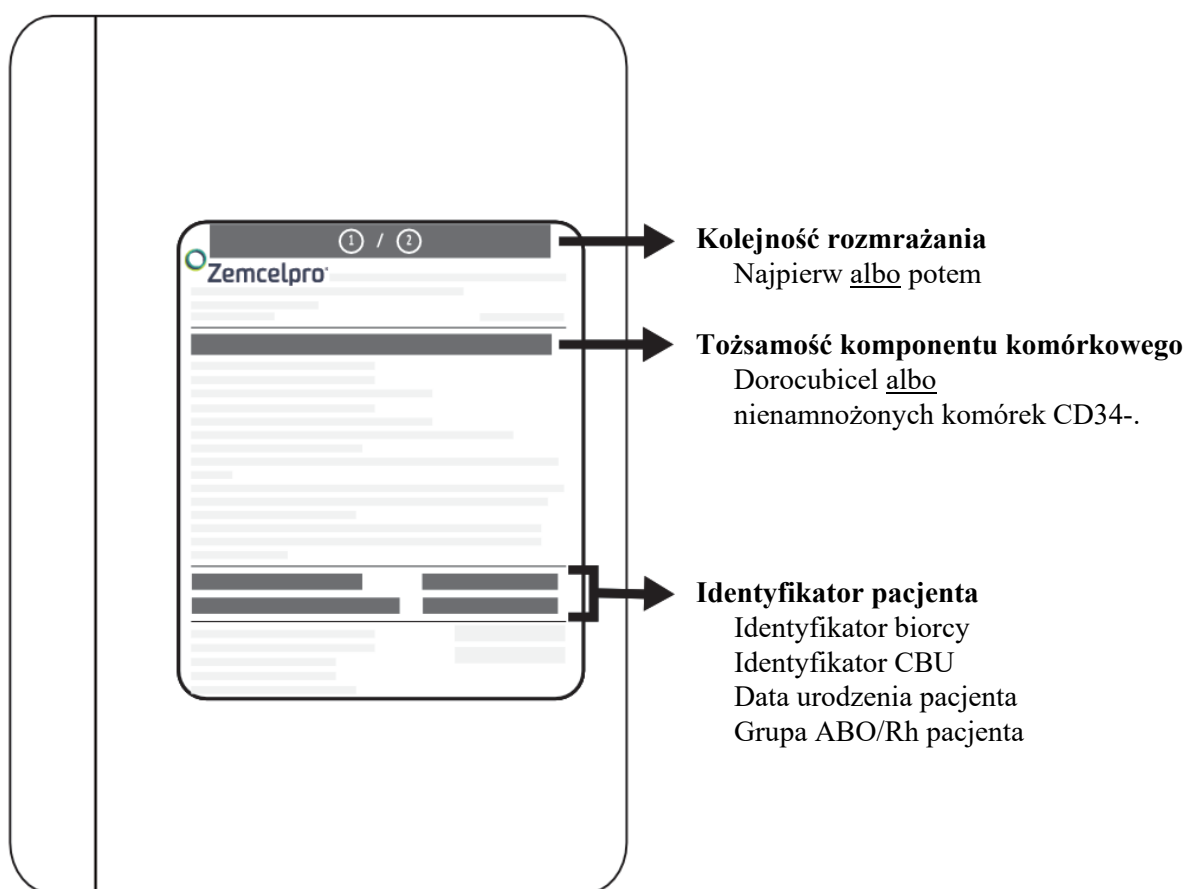 ① / ②
Zemcelpro
Kolejność rozmrażania
Najpierw albo potem
Tożsamość komponentu komórkowego
Dorocubicel albo
nienamnożonych komórek CD34-.
Identyfikator pacjenta
Identyfikator biorcy
Identyfikator CBU
Data urodzenia pacjenta
Grupa ABO/Rh pacjenta